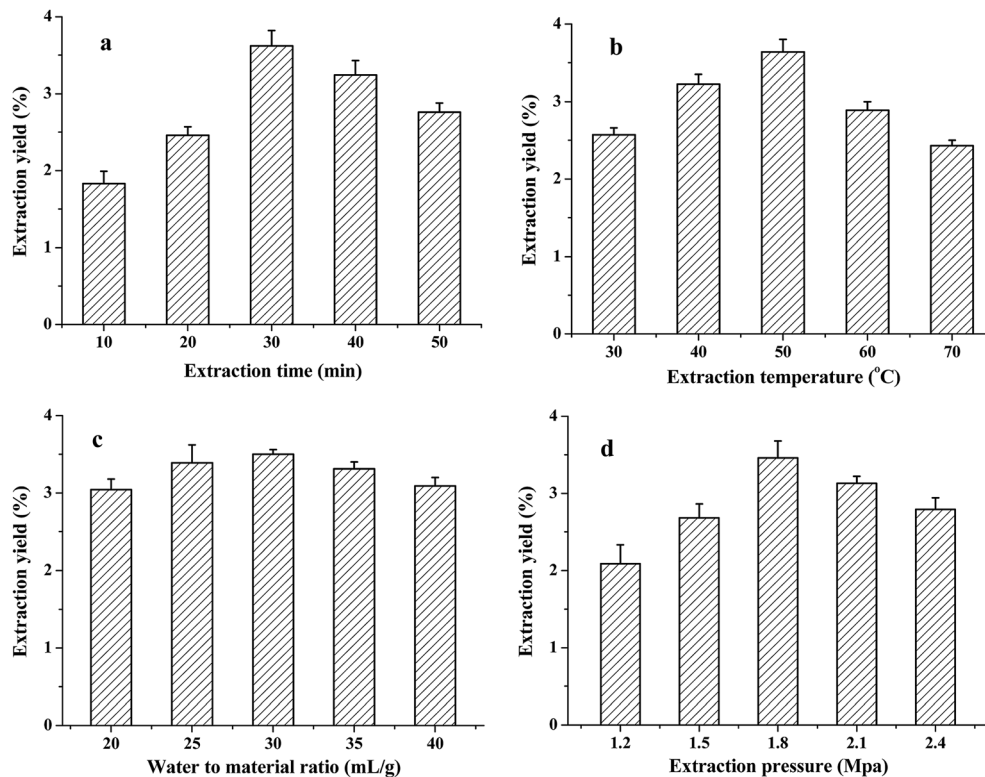 a
Extraction yield (%)
4
3
2
1
0
10 20 30 40 50
Extraction time (min)
b
Extraction yield (%)
4
3
2
1
0
30 40 50 60 70
Extraction temperature (°C)
c
Extraction yield (%)
4
3
2
1
0
20 25 30 35 40
Water to material ratio (mL/g)
d
Extraction yield (%)
4
3
2
1
0
1.2 1.5 1.8 2.1 2.4
Extraction pressure (Mpa)